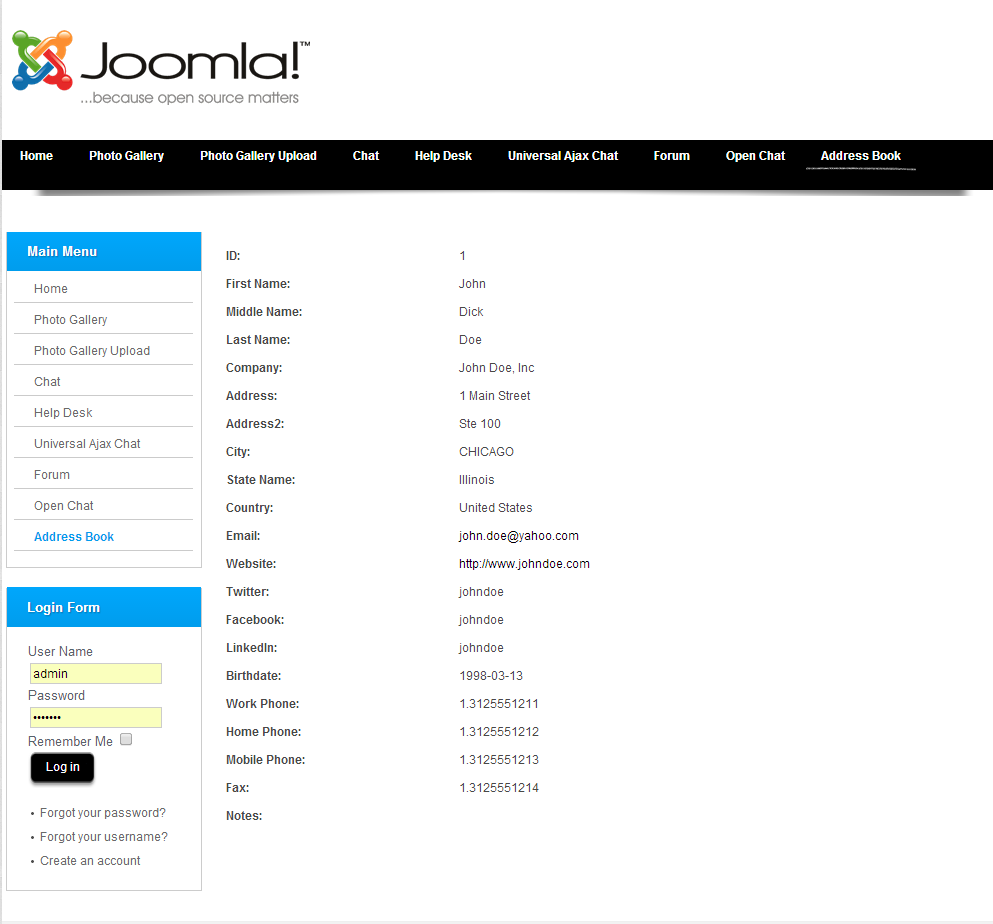 Joomla!™
...because open source matters
Home Photo Gallery Photo Gallery Upload Chat Help Desk Universal Ajax Chat Forum Open Chat Address Book
Main Menu
Home
Photo Gallery
Photo Gallery Upload
Chat
Help Desk
Universal Ajax Chat
Forum
Open Chat
Address Book
Login Form
User Name
admin
Password
•••••••
Remember Me
Log in
• Forgot your password?
• Forgot your username?
• Create an account
ID: 1
First Name: John
Middle Name: Dick
Last Name: Doe
Company: John Doe, Inc
Address: 1 Main Street
Address2: Ste 100
City: CHICAGO
State Name: Illinois
Country: United States
Email: john.doe@yahoo.com
Website: http://www.johndoe.com
Twitter: johndoe
Facebook: johndoe
LinkedIn: johndoe
Birthdate: 1998-03-13
Work Phone: 1.3125551211
Home Phone: 1.3125551212
Mobile Phone: 1.3125551213
Fax: 1.3125551214
Notes: